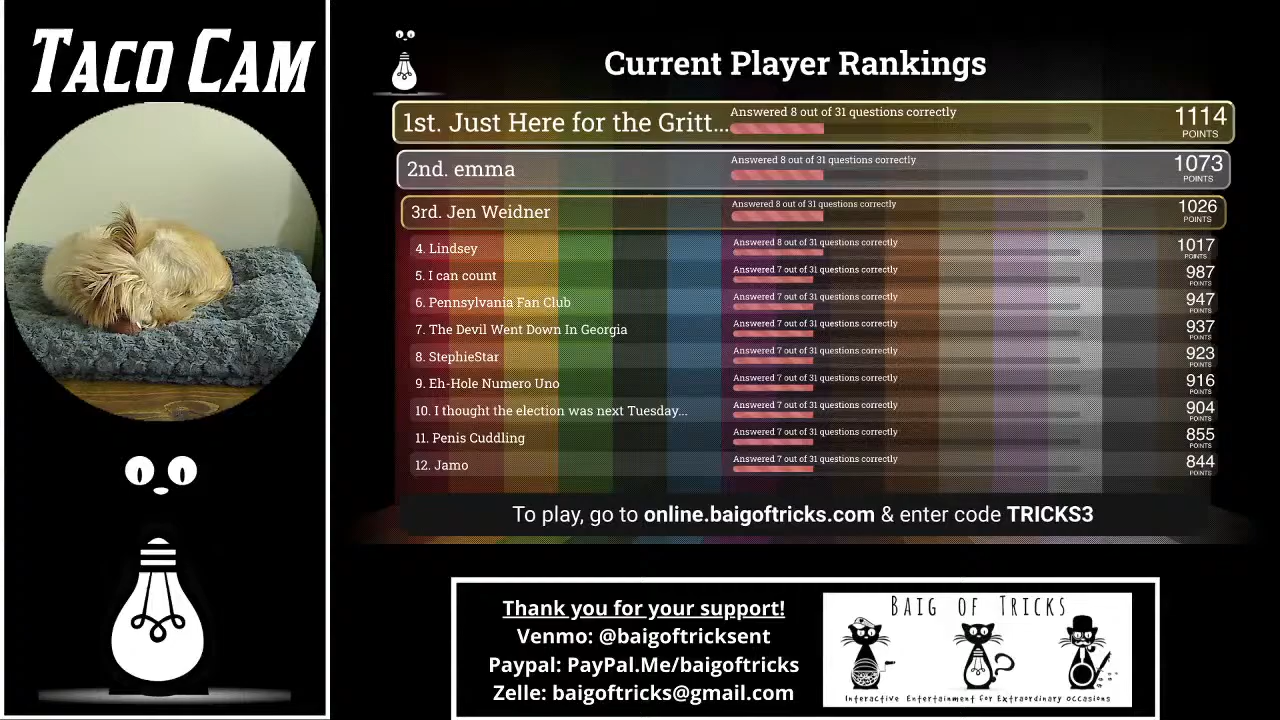 TACO CAM
Current Player Rankings
1st. Just Here for the Gritt... Answered 8 out of 31 questions correctly 1114 POINTS
2nd. emma Answered 8 out of 31 questions correctly 1073 POINTS
3rd. Jen Weidner Answered 8 out of 31 questions correctly 1026 POINTS
4. Lindsey Answered 8 out of 31 questions correctly 1017 POINTS
5. I can count Answered 7 out of 31 questions correctly 987 POINTS
6. Pennsylvania Fan Club Answered 7 out of 31 questions correctly 947 POINTS
7. The Devil Went Down In Georgia Answered 7 out of 31 questions correctly 937 POINTS
8. StephieStar Answered 7 out of 31 questions correctly 923 POINTS
9. Eh-Hole Numero Uno Answered 7 out of 31 questions correctly 916 POINTS
10. I thought the election was next Tuesday... Answered 7 out of 31 questions correctly 904 POINTS
11. Penis Cuddling Answered 7 out of 31 questions correctly 855 POINTS
12. Jamo Answered 7 out of 31 questions correctly 844 POINTS
To play, go to online.baigoftricks.com & enter code TRICKS3
Thank you for your support!
Venmo: @baigoftricksent
Paypal: PayPal.Me/baigoftricks
Zelle: baigoftricks@gmail.com
BAIG OF TRICKS
Interactive Entertainment for Extraordinary Occasions